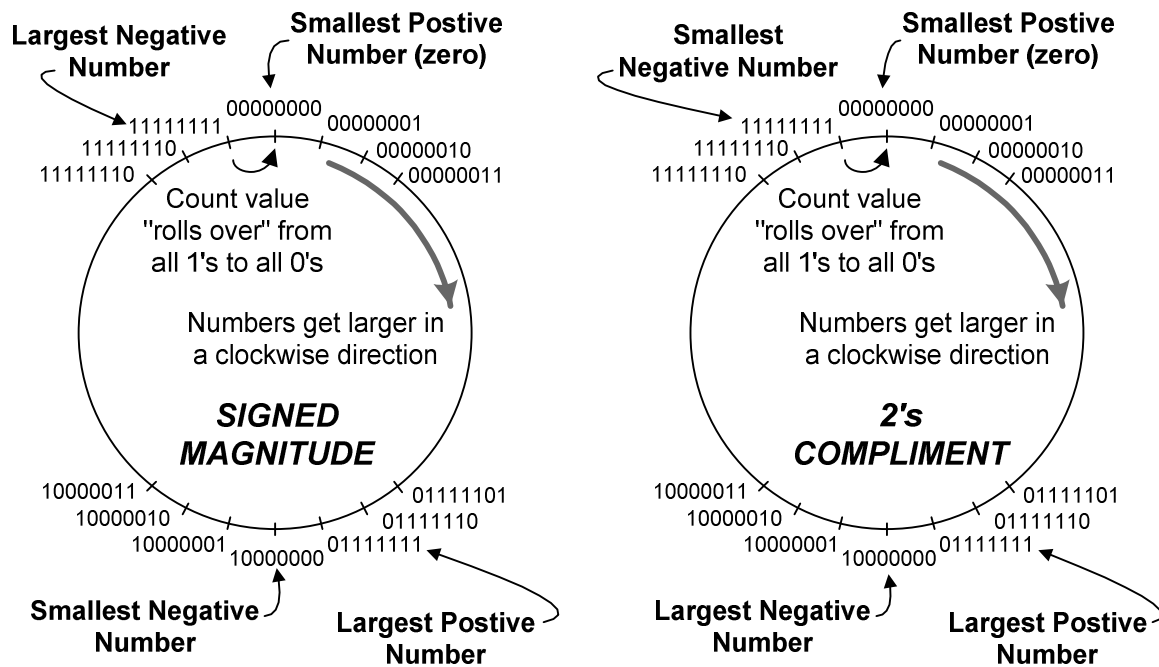 Largest Negative
Number
Smallest Postive
Number (zero)
11111111
11111110
11111110
00000000
00000001
00000010
00000011
Count value
"rolls over" from
all 1's to all 0's
Numbers get larger in
a clockwise direction
SIGNED
MAGNITUDE
10000011
10000010
10000001
10000000
01111101
01111110
01111111
Smallest Negative
Number
Largest Postive
Number
Smallest
Negative Number
Smallest Postive
Number (zero)
11111111
11111110
11111110
00000000
00000001
00000010
00000011
Count value
"rolls over" from
all 1's to all 0's
Numbers get larger in
a clockwise direction
2's
COMPLIMENT
10000011
10000010
10000001
10000000
01111101
01111110
01111111
Largest Negative
Number
Largest Postive
Number